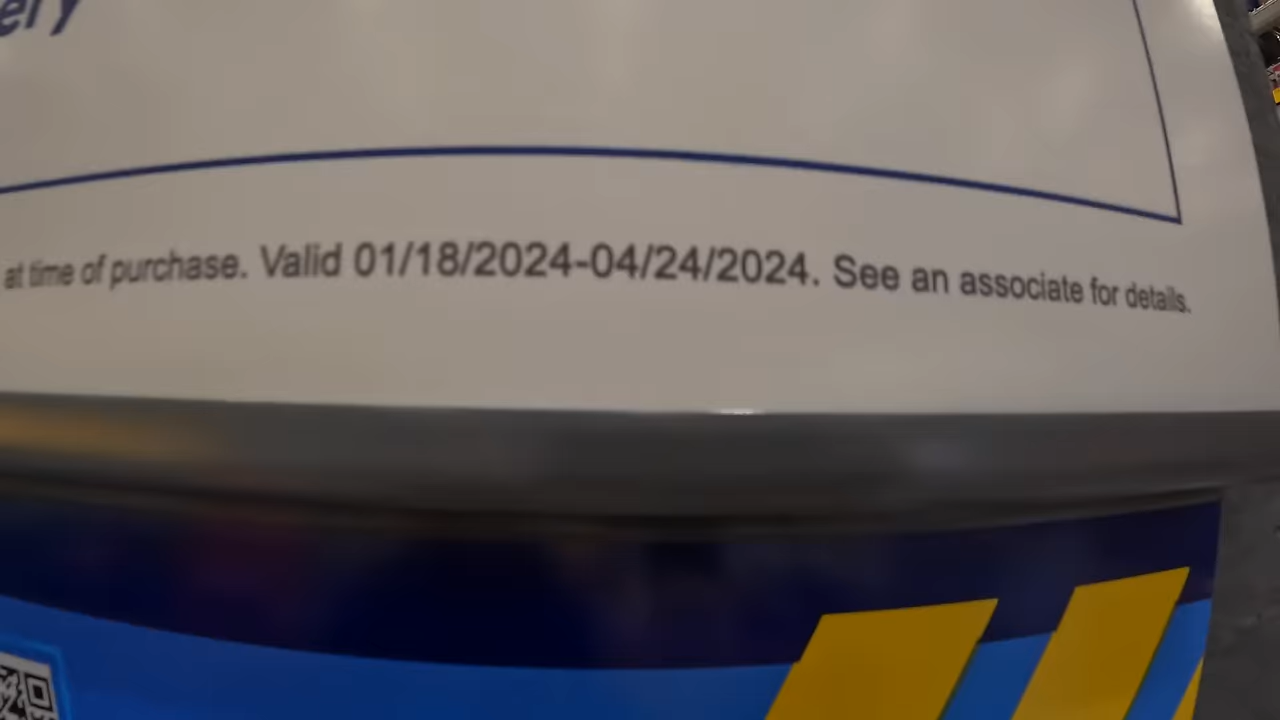 at time of purchase. Valid 01/18/2024-04/24/2024. See an associate for details.